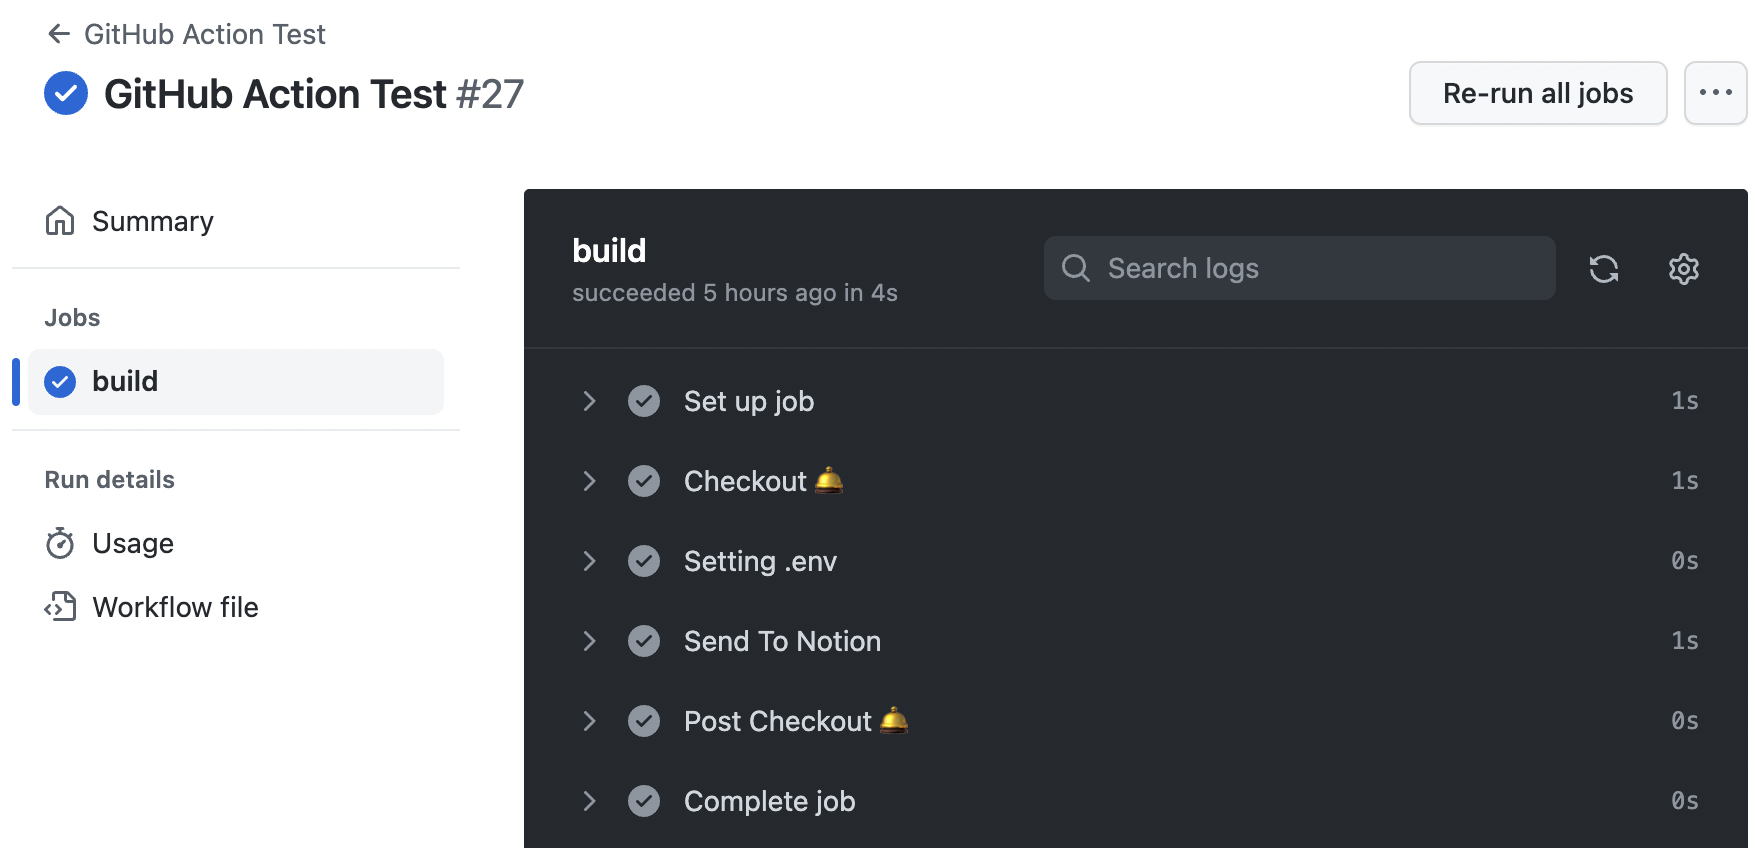 GitHub Action Test
GitHub Action Test #27
Re-run all jobs
Summary
Jobs
build
Run details
Usage
Workflow file
build
succeeded 5 hours ago in 4s
Search logs
Set up job 1s
Checkout 🛎️ 1s
Setting .env 0s
Send To Notion 1s
Post Checkout 🛎️ 0s
Complete job 0s